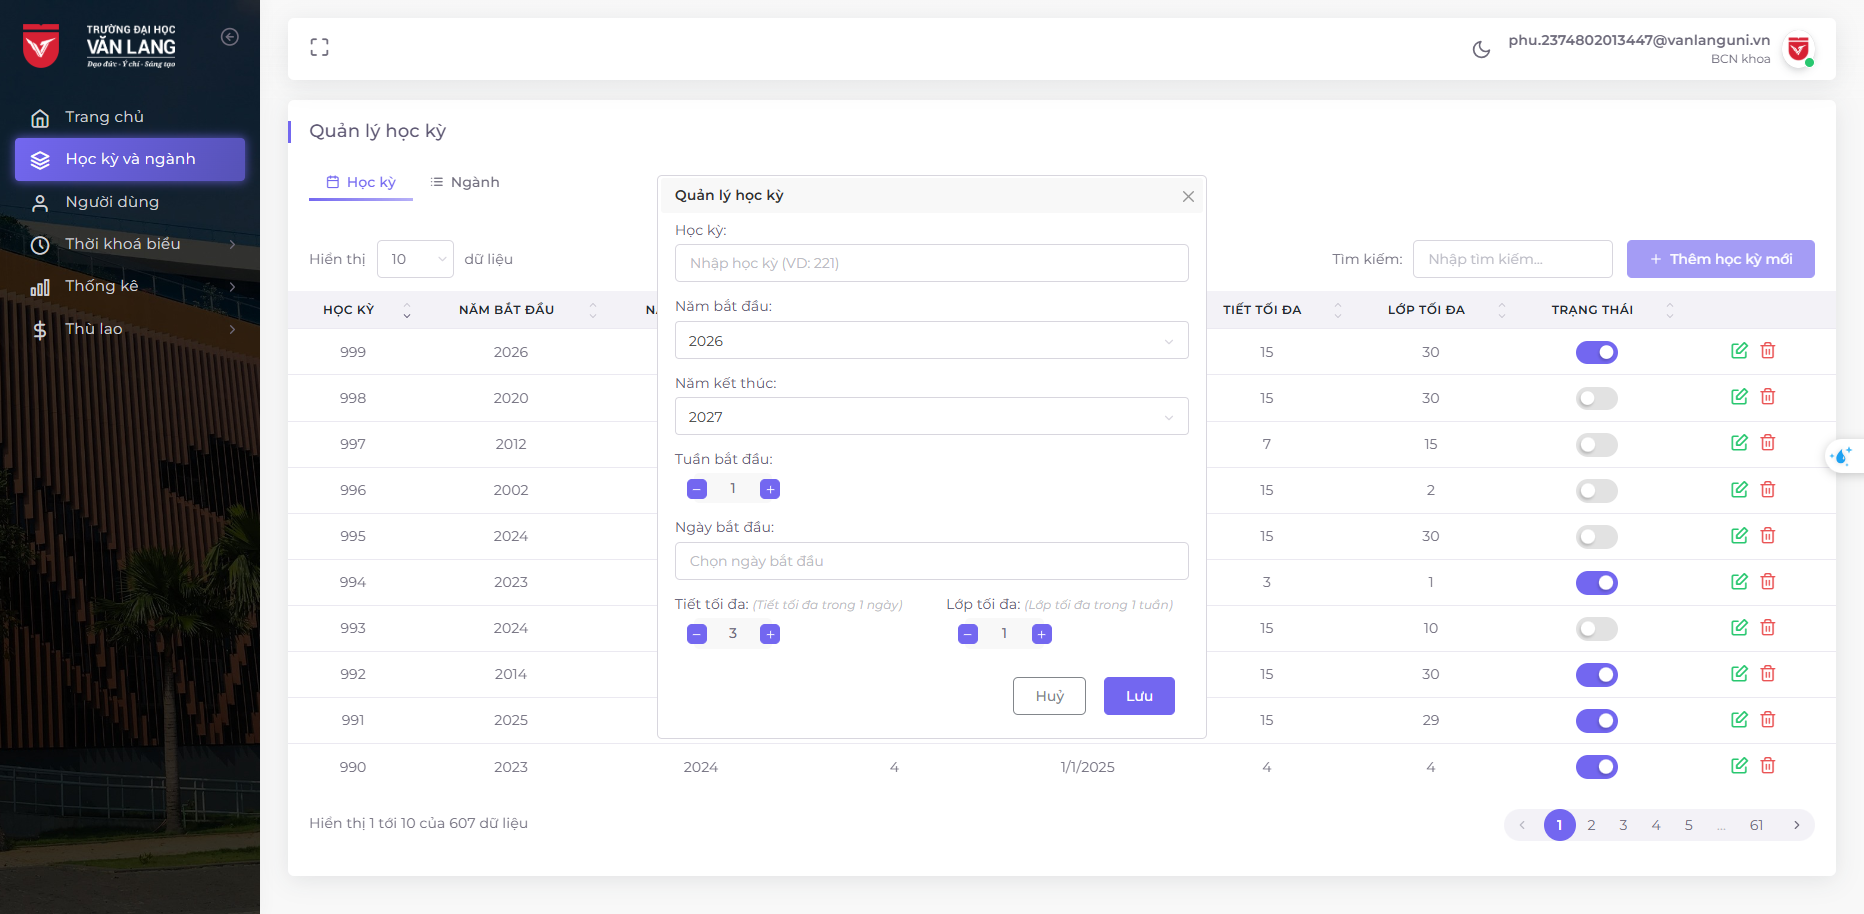 TRƯỜNG ĐẠI HỌC
VĂN LANG
Đạo đức - Ý chí - Sáng tạo
Trang chủ
Học kỳ và ngành
Người dùng
Thời khoá biểu
Thống kê
Thù lao
phu.2374802013447@vanlanguni.vn
BCN khoa
Quản lý học kỳ
Học kỳ
Ngành
Hiển thị 10 dữ liệu
Tìm kiếm: Nhập tìm kiếm...
+ Thêm học kỳ mới
HỌC KỲ NĂM BẮT ĐẦU TIẾT TỐI ĐA LỚP TỐI ĐA TRẠNG THÁI
999 2026 15 30
998 2020 15 30
997 2012 7 15
996 2002 15 2
995 2024 15 30
994 2023 3 1
993 2024 15 10
992 2014 15 30
991 2025 15 29
990 2023 2024 4 1/1/2025 4 4
Hiển thị 1 tới 10 của 607 dữ liệu
1 2 3 4 5 ... 61
Quản lý học kỳ
Học kỳ:
Nhập học kỳ (VD: 221)
Năm bắt đầu:
2026
Năm kết thúc:
2027
Tuần bắt đầu:
1
Ngày bắt đầu:
Chọn ngày bắt đầu
Tiết tối đa: (Tiết tối đa trong 1 ngày)
3
Lớp tối đa: (Lớp tối đa trong 1 tuần)
1
Huỷ
Lưu